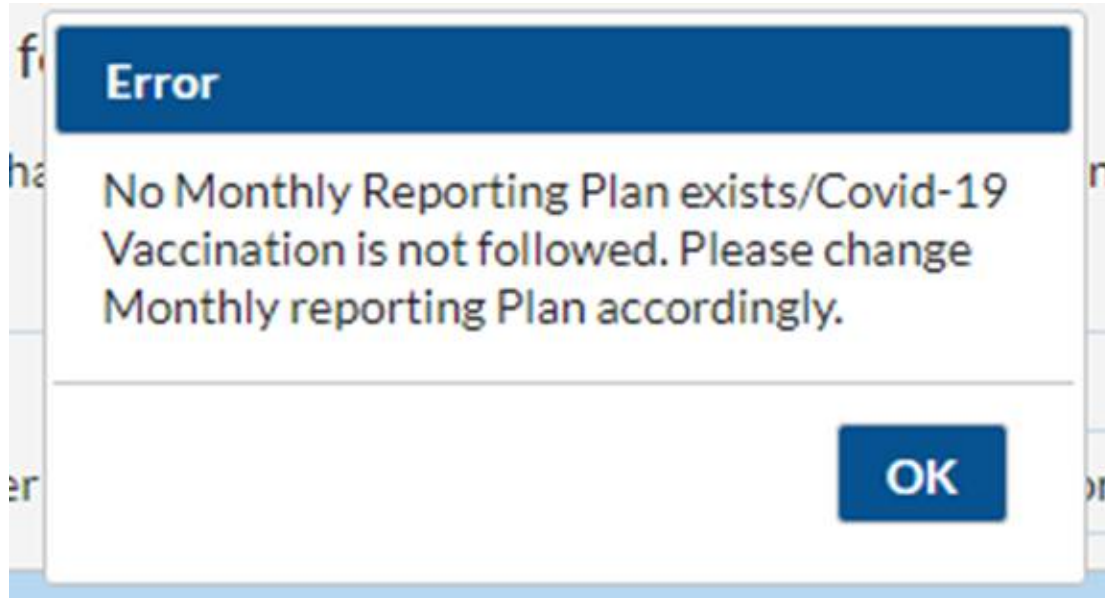 Error
No Monthly Reporting Plan exists/Covid-19
Vaccination is not followed. Please change
Monthly reporting Plan accordingly.
OK